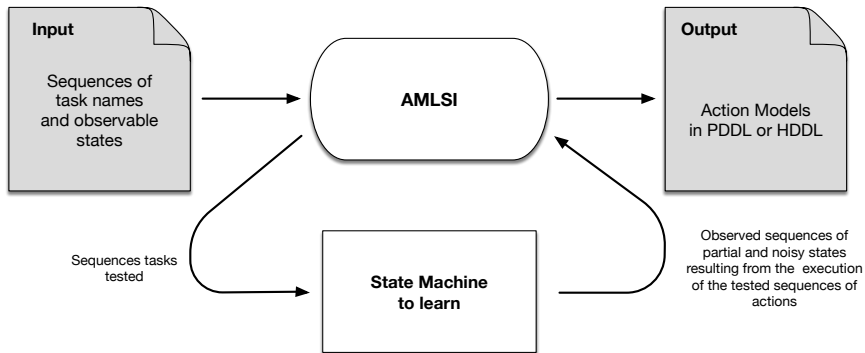 Input
Sequences of
task names
and observable
states
AMLSI
Output
Action Models
in PDDL or HDDL
Sequences tasks
tested
State Machine
to learn
Observed sequences of
partial and noisy states
resulting from the execution
of the tested sequences of
actions